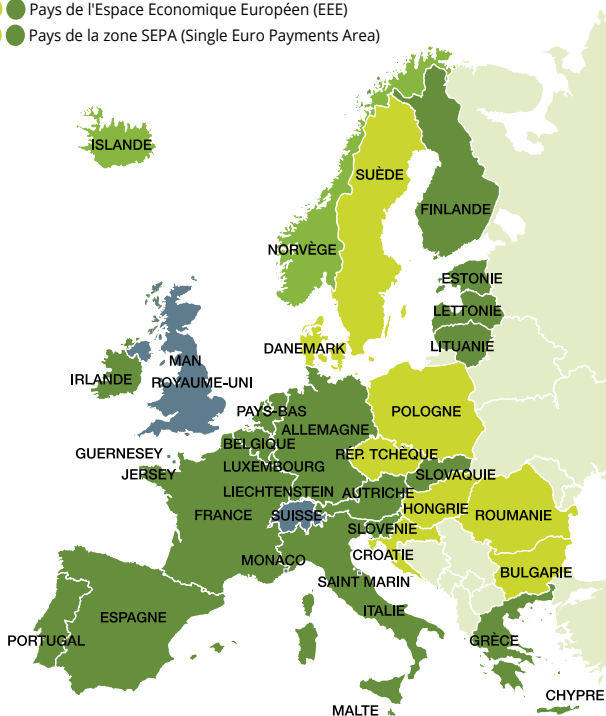 Pays de l'Espace Economique Européen (EEE)
Pays de la zone SEPA (Single Euro Payments Area)
ISLANDE
SUÈDE
FINLANDE
NORVÈGE
ESTONIE
LETTONIE
DANEMARK
LITUANIE
MAN
IRLANDE
ROYAUME-UNI
PAYS-BAS
POLOGNE
ALLEMAGNE
BELGIQUE
GUERNESEY
RÉP. TCHÈQUE
LUXEMBOURG
JERSEY
SLOVAQUIE
LIECHTENSTEIN
AUTRICHE
HONGRIE
FRANCE
SUISSE
ROUMANIE
SLOVENIE
CROATIE
MONACO
BULGARIE
SAINT MARIN
ITALIE
ESPAGNE
PORTUGAL
GRÈCE
CHYPRE
MALTE